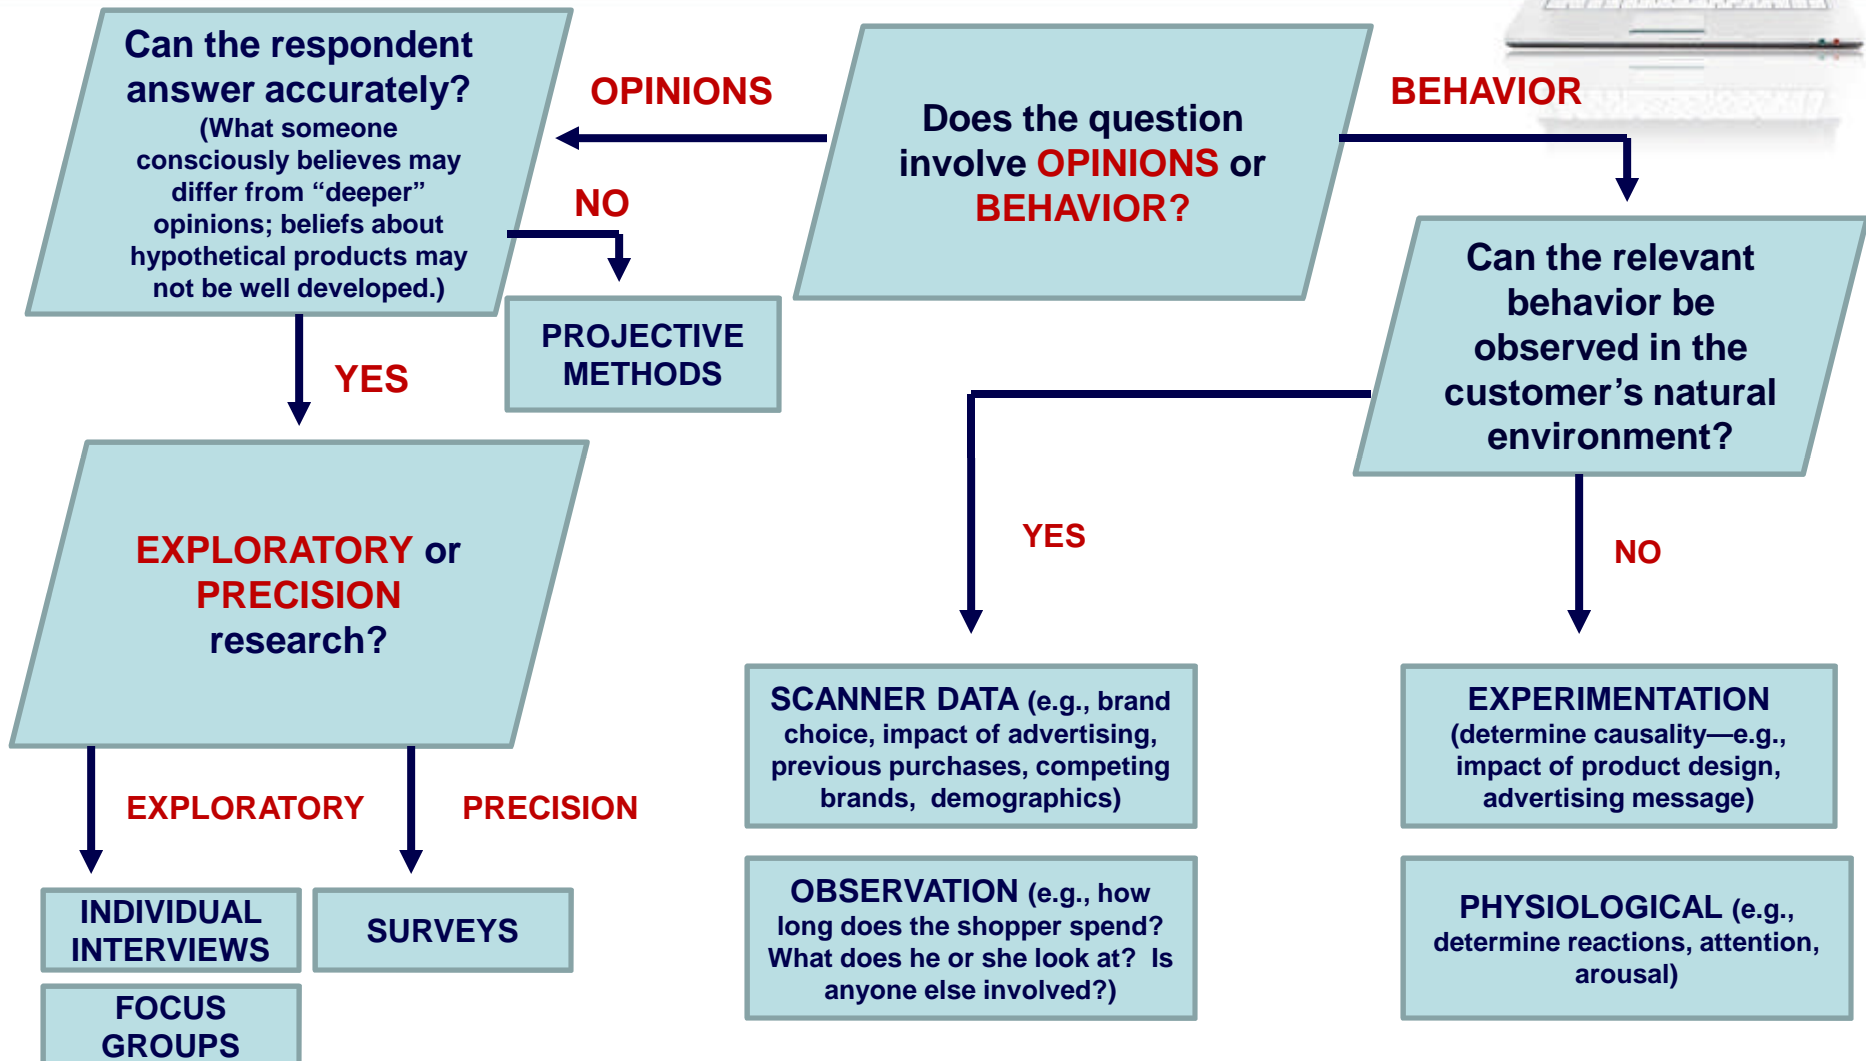 Can the respondent
answer accurately?
(What someone
consciously believes may
differ from “deeper”
opinions; beliefs about
hypothetical products may
not be well developed.)
OPINIONS
Does the question
involve OPINIONS or
BEHAVIOR?
BEHAVIOR
NO
PROJECTIVE
METHODS
Can the relevant
behavior be
observed in the
customer’s natural
environment?
YES
EXPLORATORY or
PRECISION
research?
YES
NO
EXPLORATORY
PRECISION
INDIVIDUAL
INTERVIEWS
SURVEYS
FOCUS
GROUPS
SCANNER DATA (e.g., brand
choice, impact of advertising,
previous purchases, competing
brands,  demographics)
OBSERVATION (e.g., how
long does the shopper spend?
What does he or she look at?  Is
anyone else involved?)
EXPERIMENTATION
(determine causality—e.g.,
impact of product design,
advertising message)
PHYSIOLOGICAL (e.g.,
determine reactions, attention,
arousal)